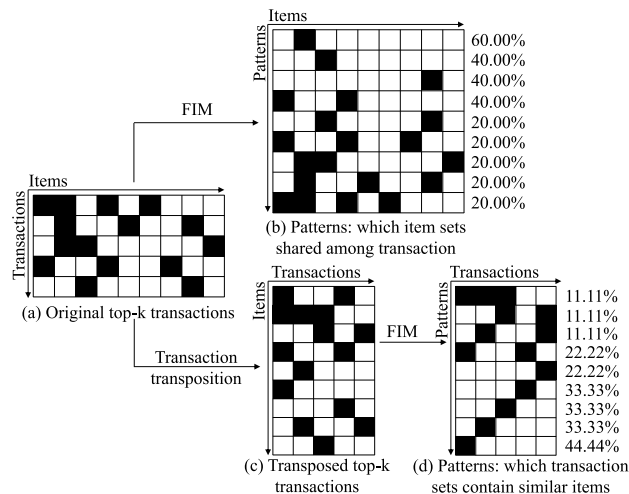 Items
Patterns
60.00%
40.00%
40.00%
40.00%
20.00%
20.00%
20.00%
20.00%
20.00%
FIM
(b) Patterns: which item sets
shared among transaction
Items
Transactions
(a) Original top-k transactions
Transaction
transposition
Transactions
Items
(c) Transposed top-k
transactions
FIM
Transactions
Patterns
11.11%
11.11%
11.11%
22.22%
22.22%
33.33%
33.33%
33.33%
44.44%
(d) Patterns: which transaction
sets contain similar items